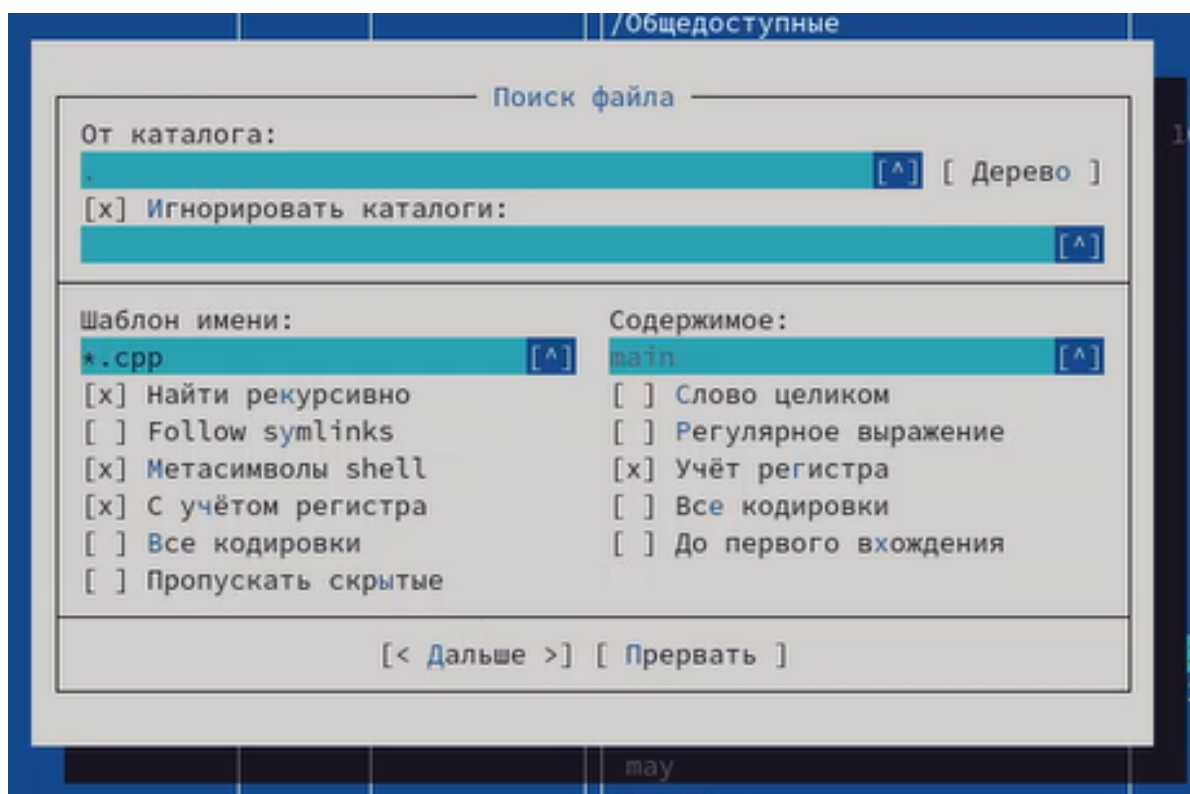 /Общедоступные
Поиск файла
От каталога:
. [^] [ Дерево ]
[x] Игнорировать каталоги:
[^]
Шаблон имени: Содержимое:
*.cpp [^] main [^]
[x] Найти рекурсивно [ ] Слово целиком
[ ] Follow symlinks [ ] Регулярное выражение
[x] Метасимволы shell [x] Учёт регистра
[x] С учётом регистра [ ] Все кодировки
[ ] Все кодировки [ ] До первого вхождения
[ ] Пропускать скрытые
[< Дальше >] [ Прервать ]
may